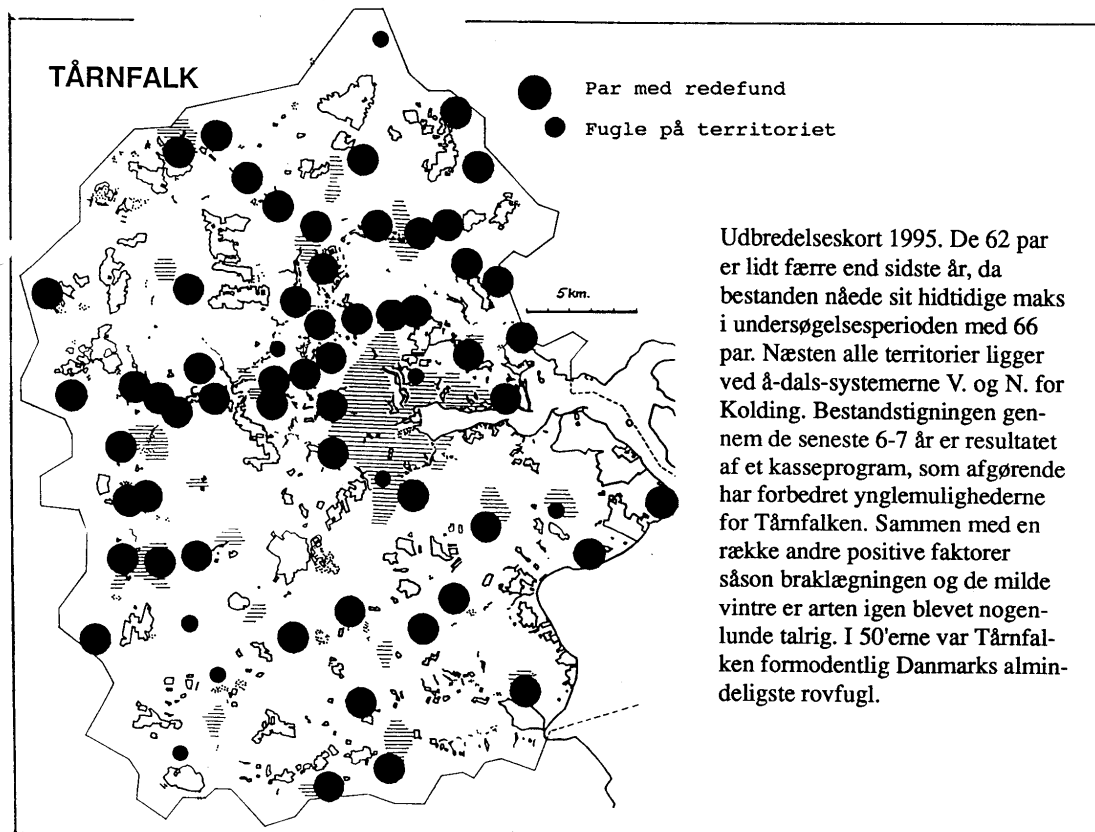 TÅRNFALK
Par med redefund
Fugle på territoriet
5 km.
Udbredelseskort 1995. De 62 par
er lidt færre end sidste år, da
bestanden nåede sit hidtidige maks
i undersøgelsesperioden med 66
par. Næsten alle territorier ligger
ved å-dals-systemerne V. og N. for
Kolding. Bestandstigningen gen-
nem de seneste 6-7 år er resultatet
af et kasseprogram, som afgørende
har forbedret ynglemulighederne
for Tårnfalken. Sammen med en
række andre positive faktorer
såson braklægningen og de milde
vintre er arten igen blevet nogen-
lunde talrig. I 50'erne var Tårnfal-
ken formodentlig Danmarks almin-
deligste rovfugl.